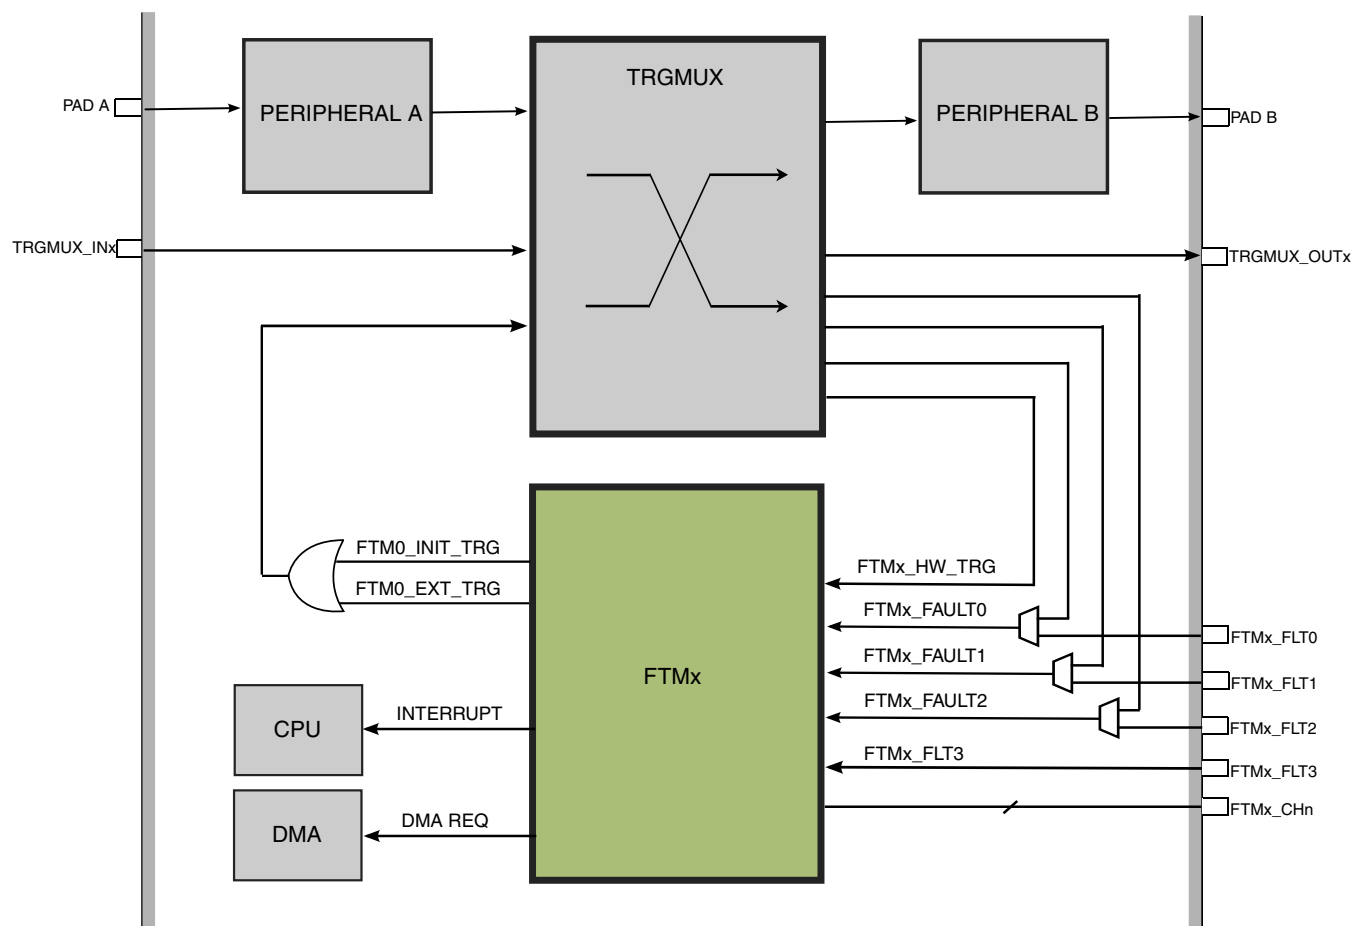 TRGMUX
PAD A
PERIPHERAL A
PERIPHERAL B
PAD B
TRGMUX_INx
TRGMUX_OUTx
FTM0_INIT_TRG
FTM0_EXT_TRG
FTMx_HW_TRG
FTMx_FAULT0
FTMx_FLT0
FTMx_FAULT1
FTMx_FLT1
FTMx
FTMx_FAULT2
FTMx_FLT2
CPU
INTERRUPT
FTMx_FLT3
FTMx_FLT3
FTMx_CHn
DMA
DMA REQ